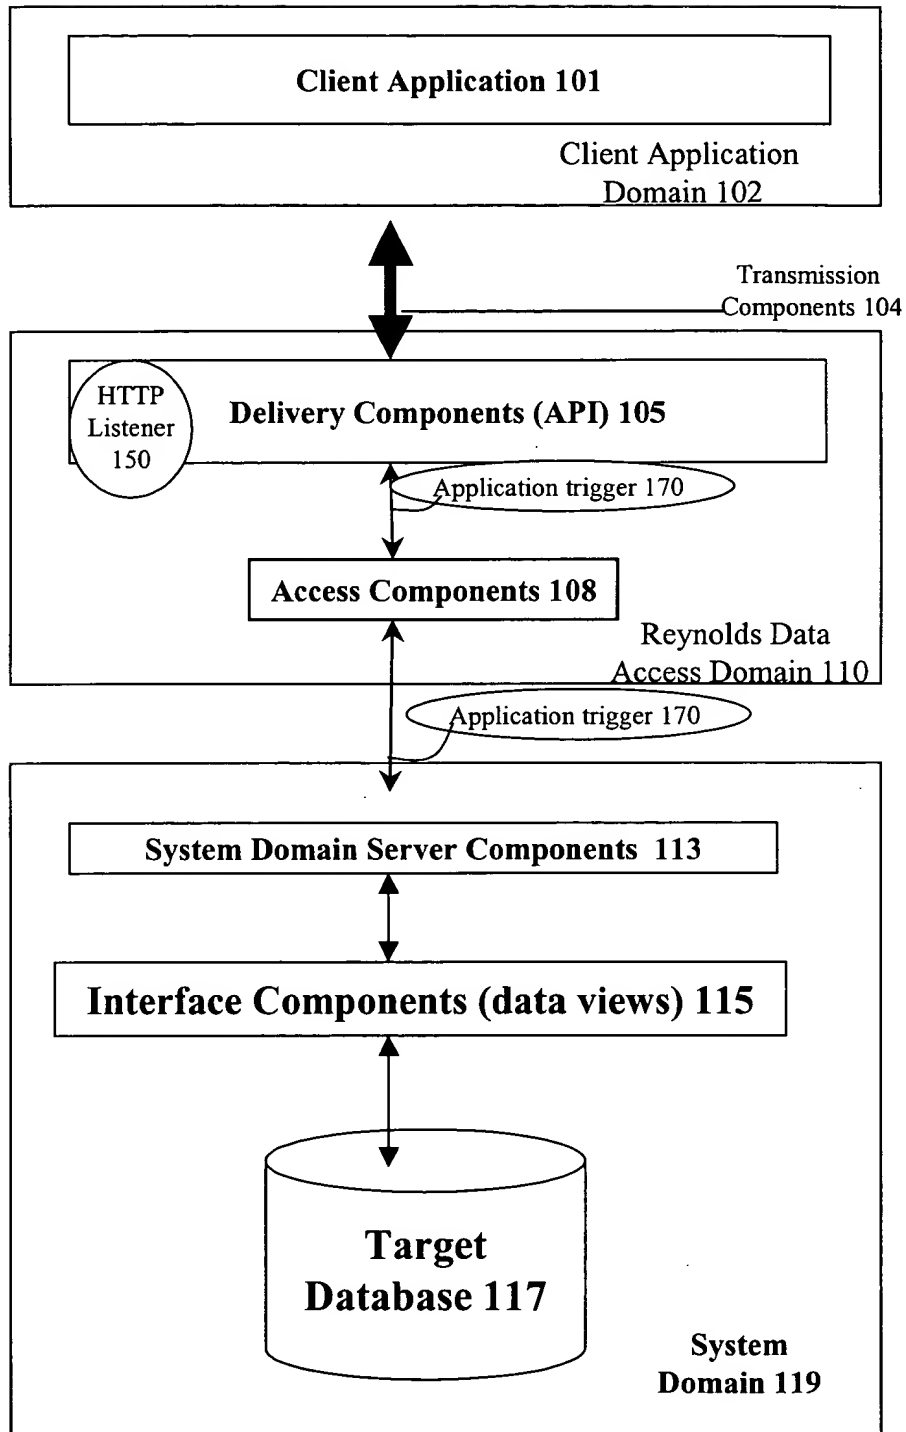 Client Application 101
Client Application
Domain 102
Transmission
Components 104
HTTP
Listener
150
Delivery Components (API) 105
Application trigger 170
Access Components 108
Reynolds Data
Access Domain 110
Application trigger 170
System Domain Server Components 113
Interface Components (data views) 115
Target
Database 117
System
Domain 119